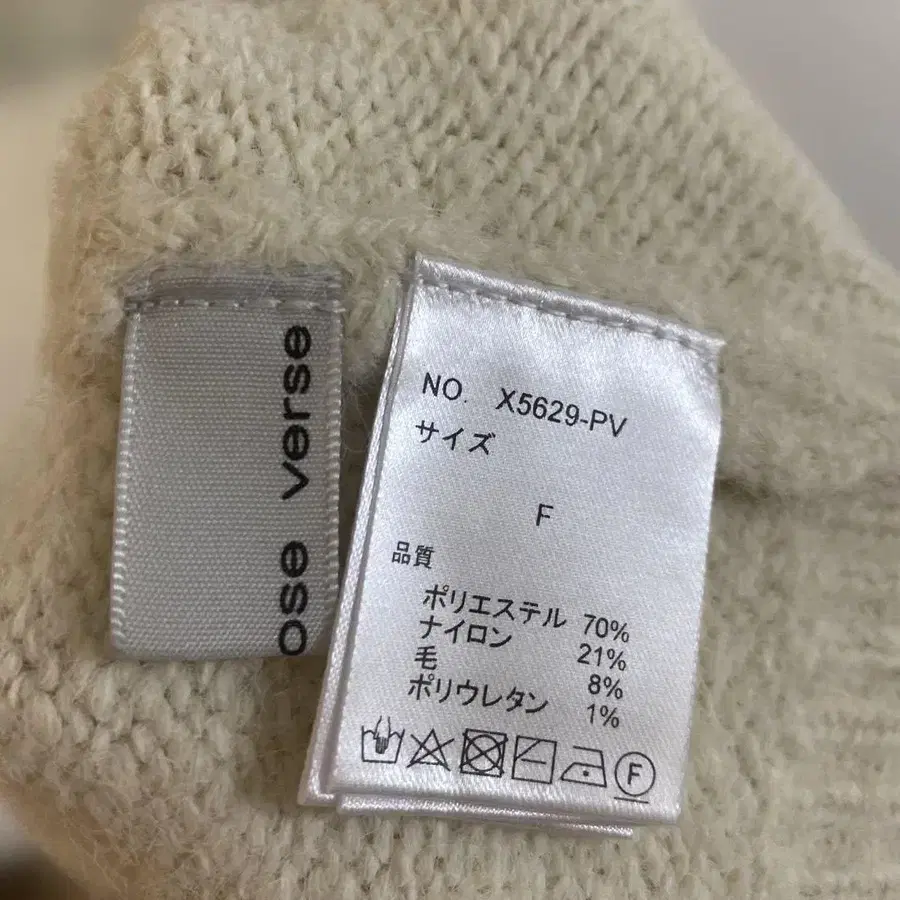 ose verse
NO. X5629-PV
サイズ
F
品質
ポリエステル 70%
ナイロン 21%
毛 8%
ポリウレタン 1%
F